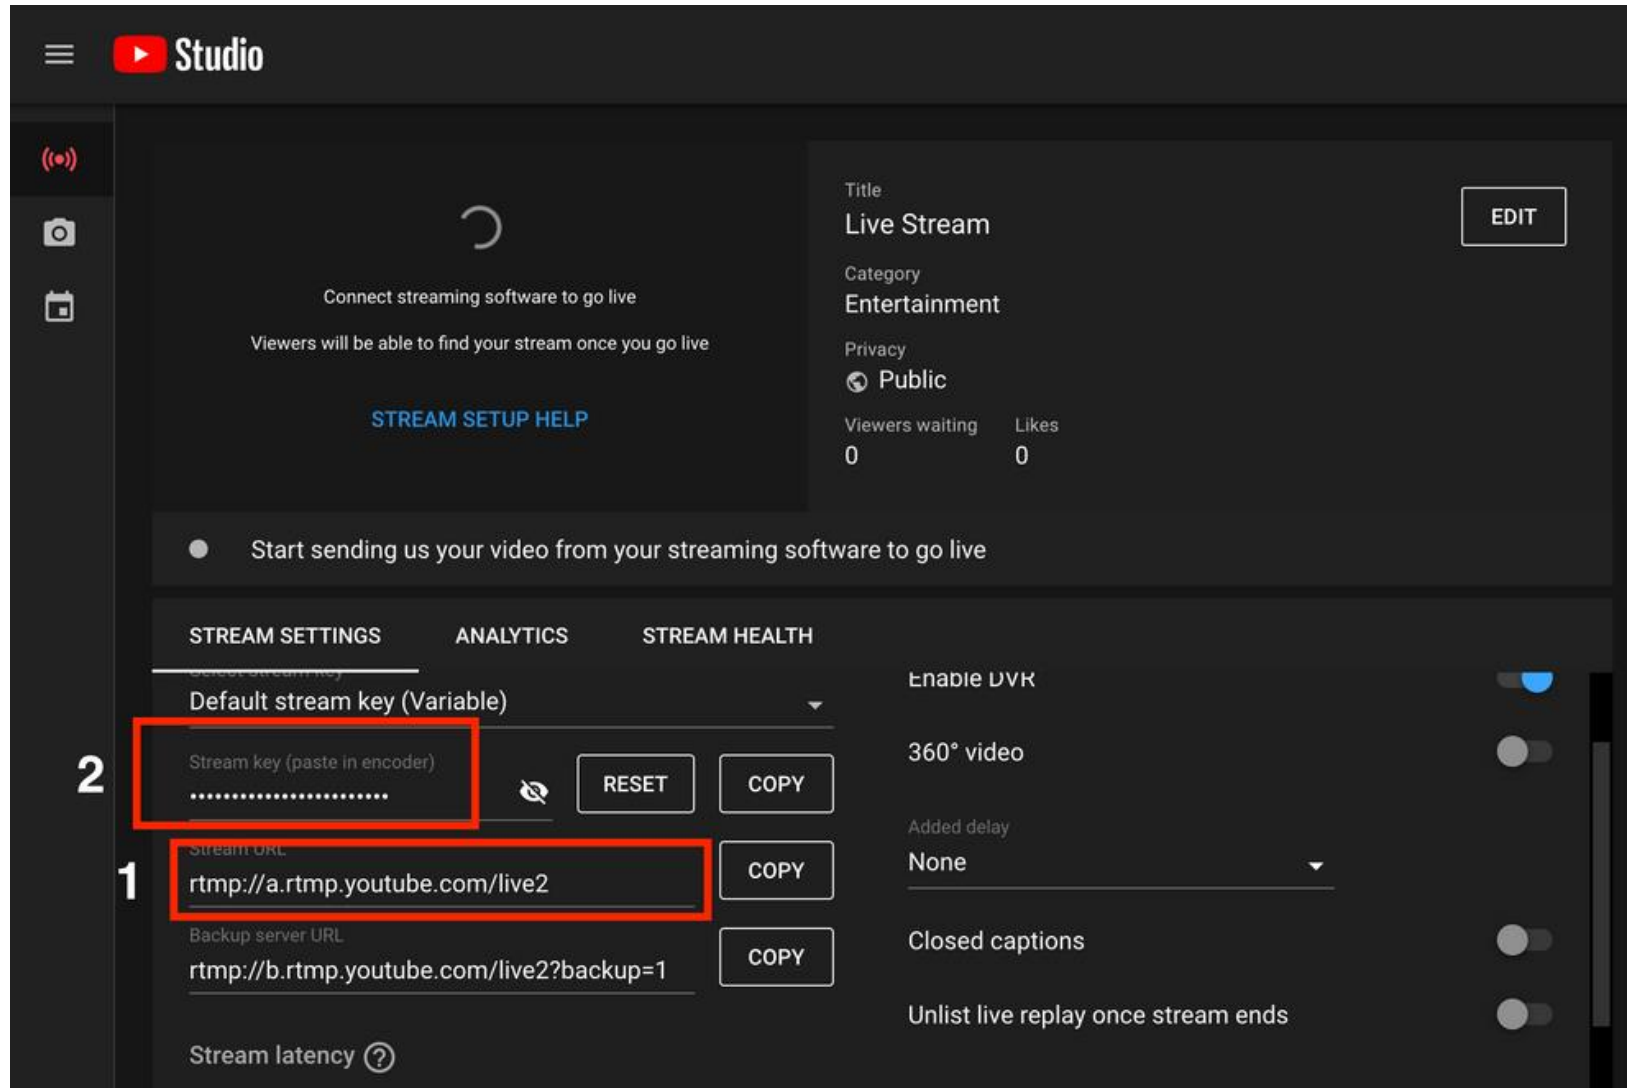 Studio
Connect streaming software to go live
Viewers will be able to find your stream once you go live
STREAM SETUP HELP
Title
Live Stream
EDIT
Category
Entertainment
Privacy
Public
Viewers waiting Likes
0 0
Start sending us your video from your streaming software to go live
STREAM SETTINGS ANALYTICS STREAM HEALTH
Select stream key
Default stream key (Variable)
2
Stream key (paste in encoder)
••••••••••••••••••••••••
RESET COPY
1
Stream URL
rtmp://a.rtmp.youtube.com/live2
COPY
Backup server URL
rtmp://b.rtmp.youtube.com/live2?backup=1
COPY
Stream latency ?
Enable DVR
360° video
Added delay
None
Closed captions
Unlist live replay once stream ends